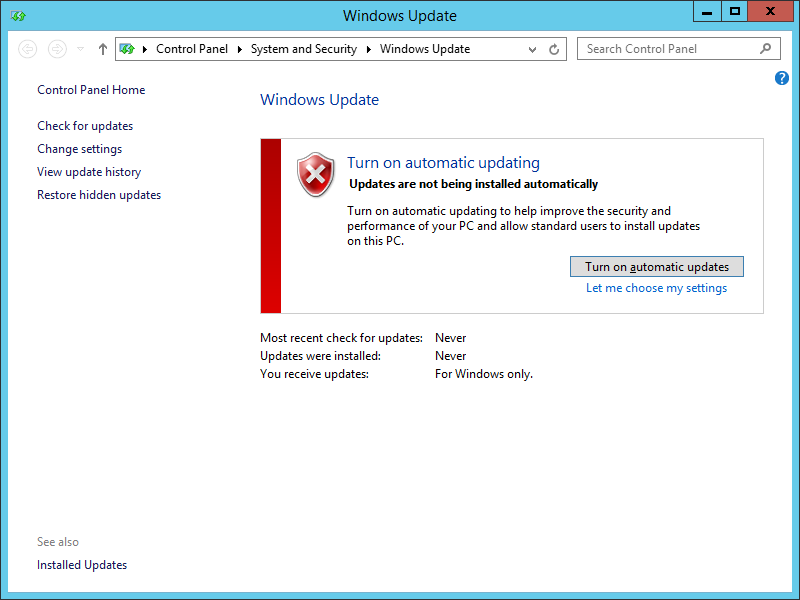 Windows Update
Control Panel
System and Security
Windows Update
Search Control Panel
?
Control Panel Home
Check for updates
Change settings
View update history
Restore hidden updates
Windows Update
Turn on automatic updating
Updates are not being installed automatically
Turn on automatic updating to help improve the security and
performance of your PC and allow standard users to install updates
on this PC.
Turn on automatic updates
Let me choose my settings
Most recent check for updates: Never
Updates were installed: Never
You receive updates: For Windows only.
See also
Installed Updates